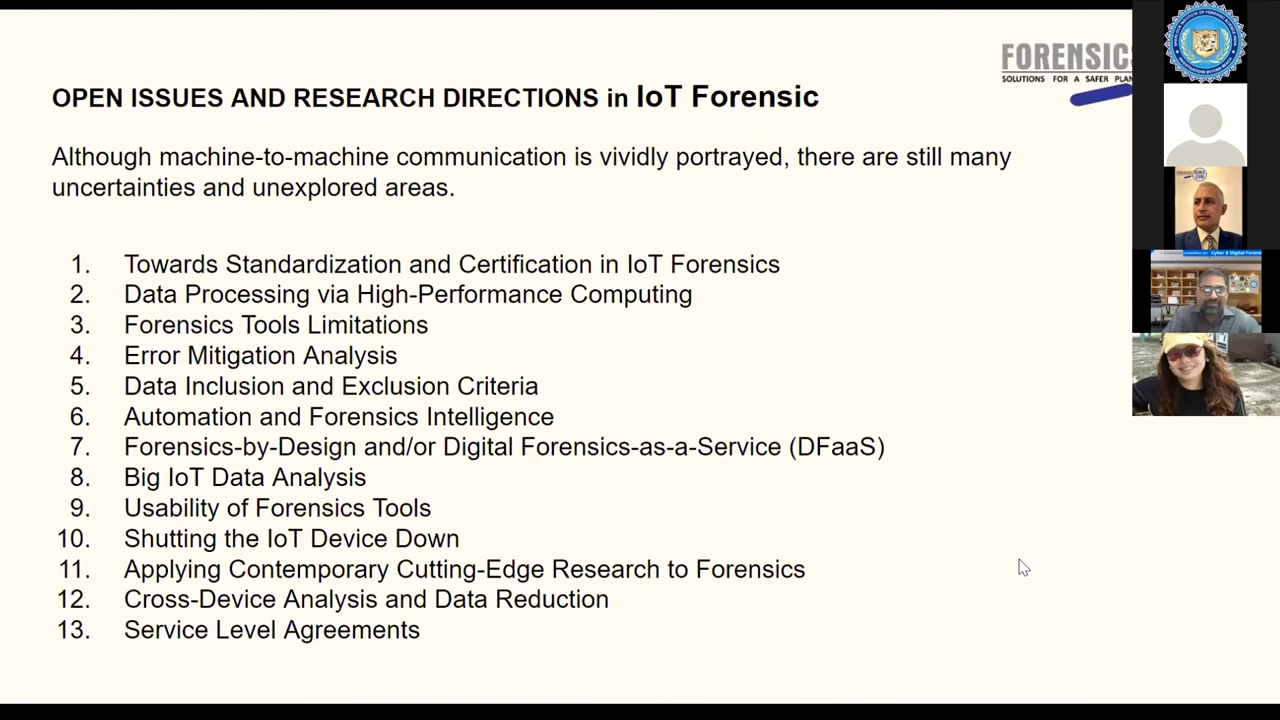 OPEN ISSUES AND RESEARCH DIRECTIONS in IoT Forensic
FORENSICS
SOLUTIONS FOR A SAFER PLAN
Although machine-to-machine communication is vividly portrayed, there are still many
uncertainties and unexplored areas.
1. Towards Standardization and Certification in IoT Forensics
2. Data Processing via High-Performance Computing
3. Forensics Tools Limitations
4. Error Mitigation Analysis
5. Data Inclusion and Exclusion Criteria
6. Automation and Forensics Intelligence
7. Forensics-by-Design and/or Digital Forensics-as-a-Service (DFaaS)
8. Big IoT Data Analysis
9. Usability of Forensics Tools
10. Shutting the IoT Device Down
11. Applying Contemporary Cutting-Edge Research to Forensics
12. Cross-Device Analysis and Data Reduction
13. Service Level Agreements
Cyber & Digital Forensi